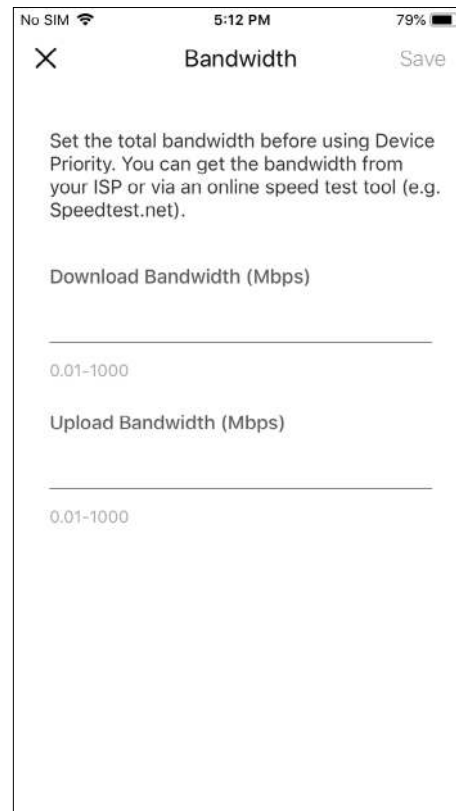 No SIM 5:12 PM 79%
Bandwidth Save
Set the total bandwidth before using Device
Priority. You can get the bandwidth from
your ISP or via an online speed test tool (e.g.
Speedtest.net).
Download Bandwidth (Mbps)
0.01-1000
Upload Bandwidth (Mbps)
0.01-1000